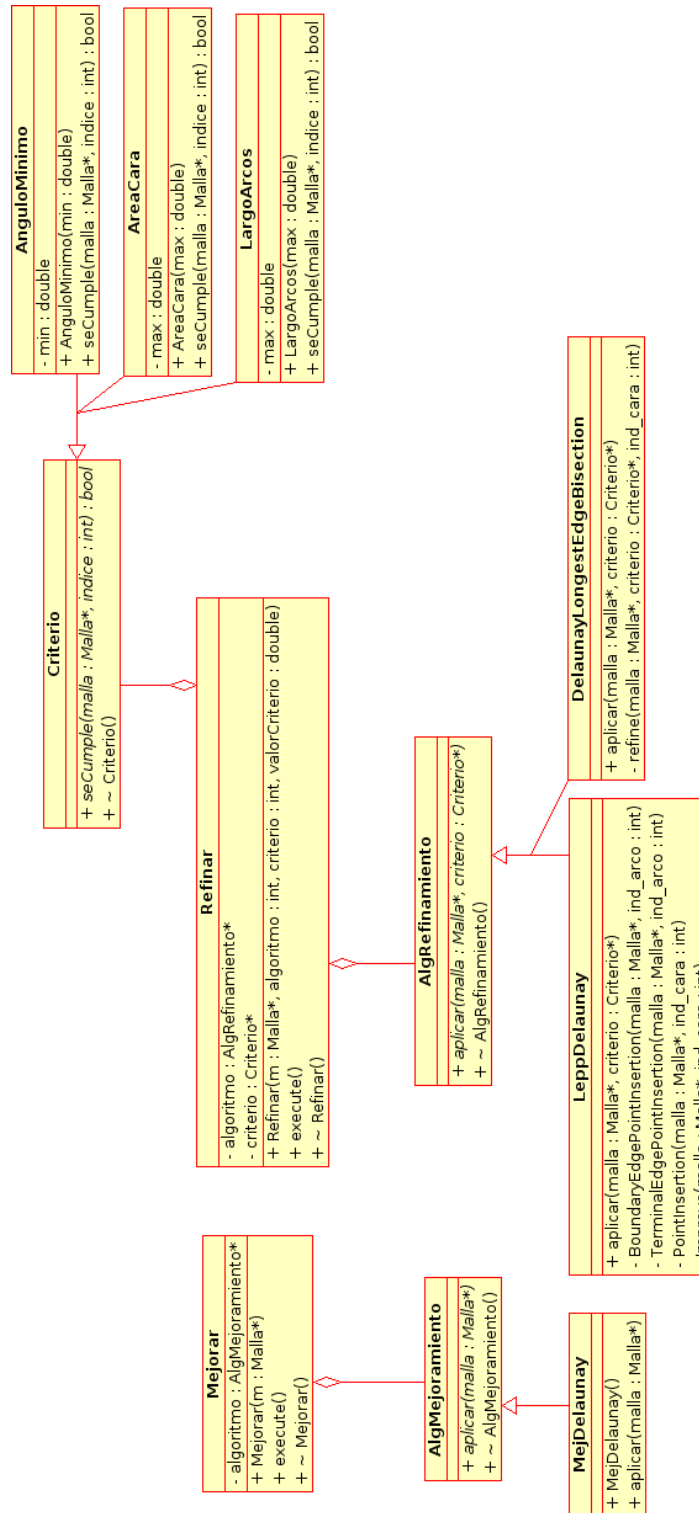 AnguloMinimo
- min : double
+ AnguloMinimo(min : double)
+ seCumple(malla : Malla*, indice : int) : bool
AreaCara
- max : double
+ AreaCara(max : double)
+ seCumple(malla : Malla*, indice : int) : bool
LargoArcos
- max : double
+ LargoArcos(max : double)
+ seCumple(malla : Malla*, indice : int) : bool
Criterio
+ seCumple(malla : Malla*, indice : int) : bool
+ ~ Criterio()
Refinar
- algoritmo : AlgRefinamiento*
- criterio : Criterio*
+ Refinar(m : Malla*, algoritmo : int, criterio : int, valorCriterio : double)
+ execute()
+ ~ Refinar()
AlgRefinamiento
+ aplicar(malla : Malla*, criterio : Criterio*)
+ ~ AlgRefinamiento()
DelaunayLongestEdgeBisection
+ aplicar(malla : Malla*, criterio : Criterio*)
- refine(malla : Malla*, criterio : Criterio*, ind_cara : int)
LeppDelaunay
+ aplicar(malla : Malla*, criterio : Criterio*)
- BoundaryEdgePointInsertion(malla : Malla*, ind_arco : int)
- TerminalEdgePointInsertion(malla : Malla*, ind_arco : int)
- PointInsertion(malla : Malla*, ind_cara : int)
Mejorar
- algoritmo : AlgMejoramiento*
+ Mejorar(m : Malla*)
+ execute()
+ ~ Mejorar()
AlgMejoramiento
+ aplicar(malla : Malla*)
+ ~ AlgMejoramiento()
MejDelaunay
+ MejDelaunay()
+ aplicar(malla : Malla*)